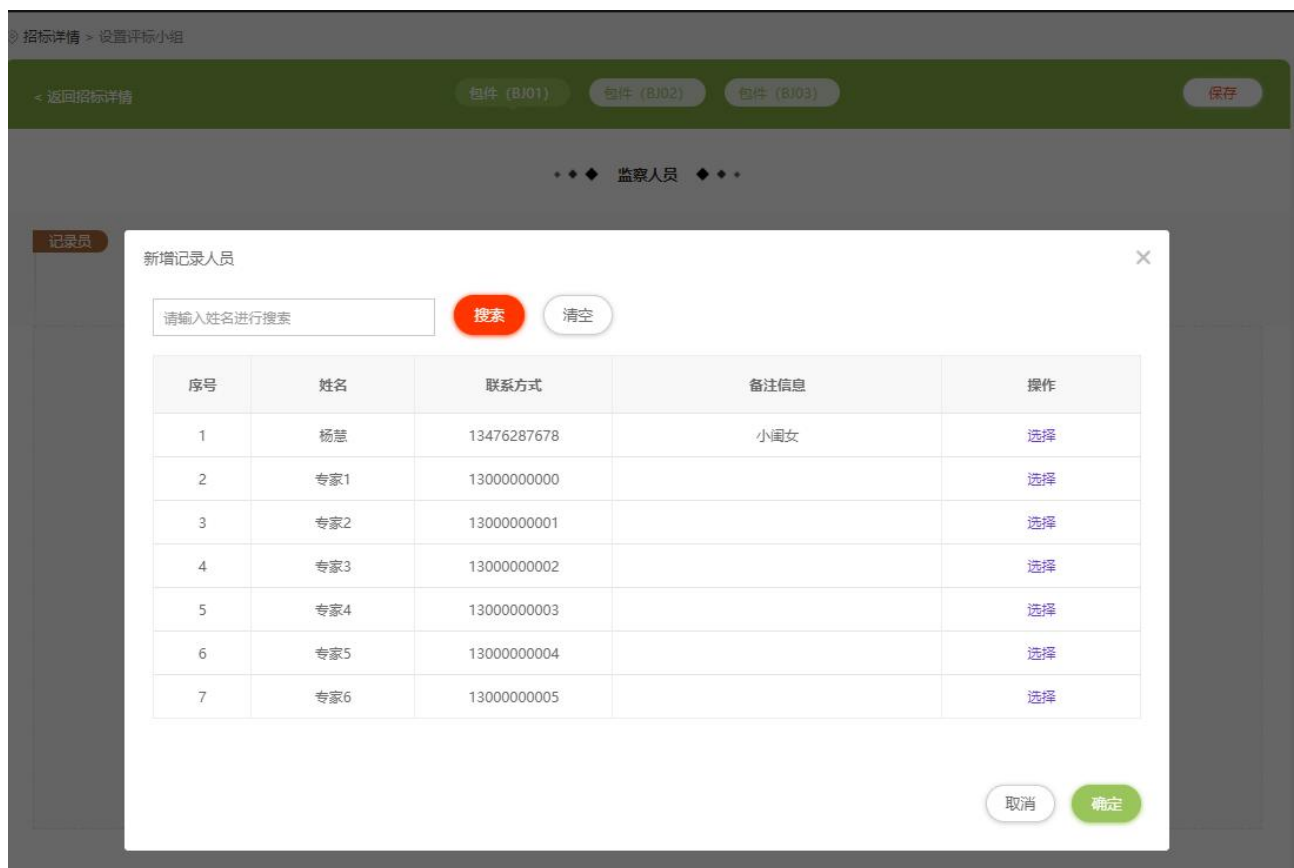 招标详情 > 设置评标小组
< 返回招标详情 包件 (BJ01) 包件 (BJ02) 包件 (BJ03) 保存
监察人员
记录员
新增记录人员
请输入姓名进行搜索 搜索 清空
序号 姓名 联系方式 备注信息 操作
1 杨慧 13476287678 小闺女 选择
2 专家1 13000000000 选择
3 专家2 13000000001 选择
4 专家3 13000000002 选择
5 专家4 13000000003 选择
6 专家5 13000000004 选择
7 专家6 13000000005 选择
取消 确定